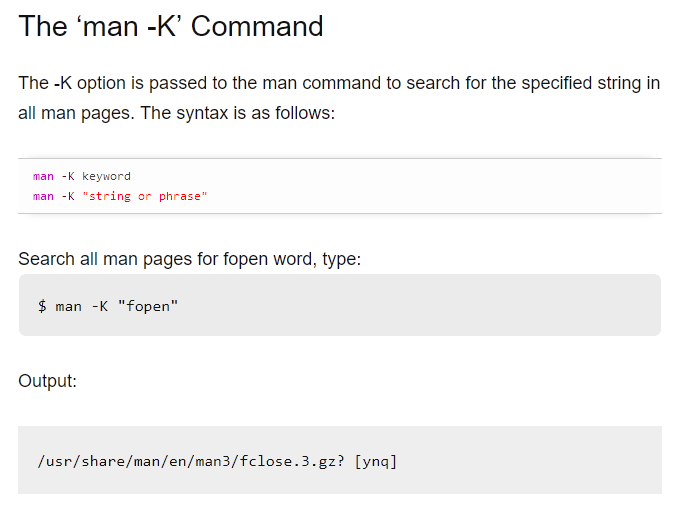 The ‘man -K’ Command
The -K option is passed to the man command to search for the specified string in
all man pages. The syntax is as follows:
man -K keyword
man -K "string or phrase"
Search all man pages for fopen word, type:
$ man -K "fopen"
Output:
/usr/share/man/en/man3/fclose.3.gz? [ynq]